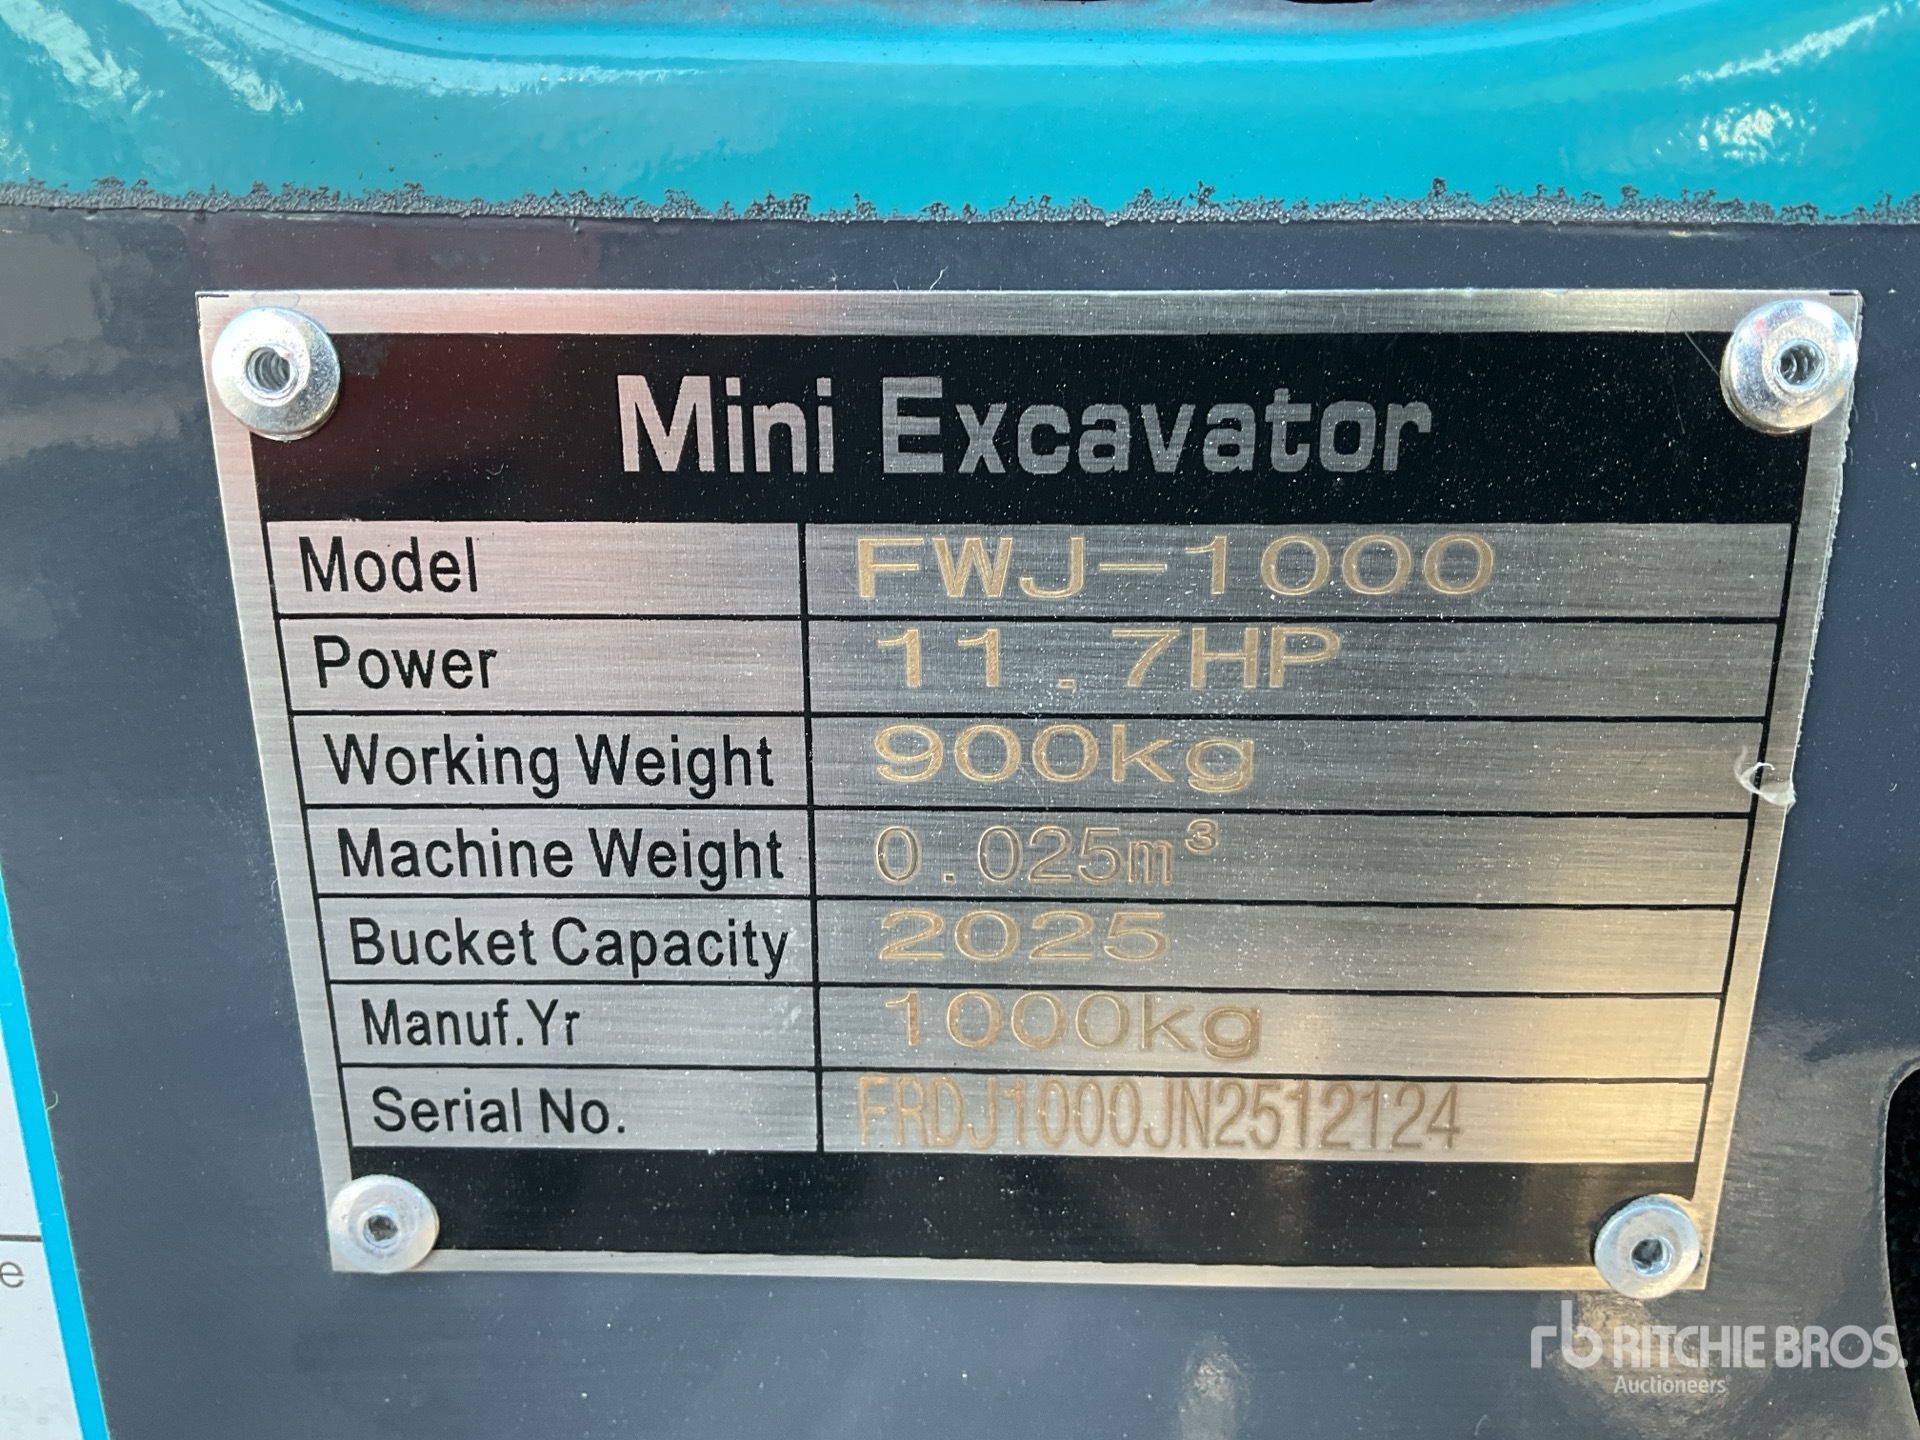 Mini Excavator
Model FWJ-1000
Power 11.7HP
Working Weight 900kg
Machine Weight 0.025m³
Bucket Capacity 2025
Manuf.Yr 1000kg
Serial No. FRDJ1000JN2512124
e
rb RITCHIE BROS.
Auctioneers